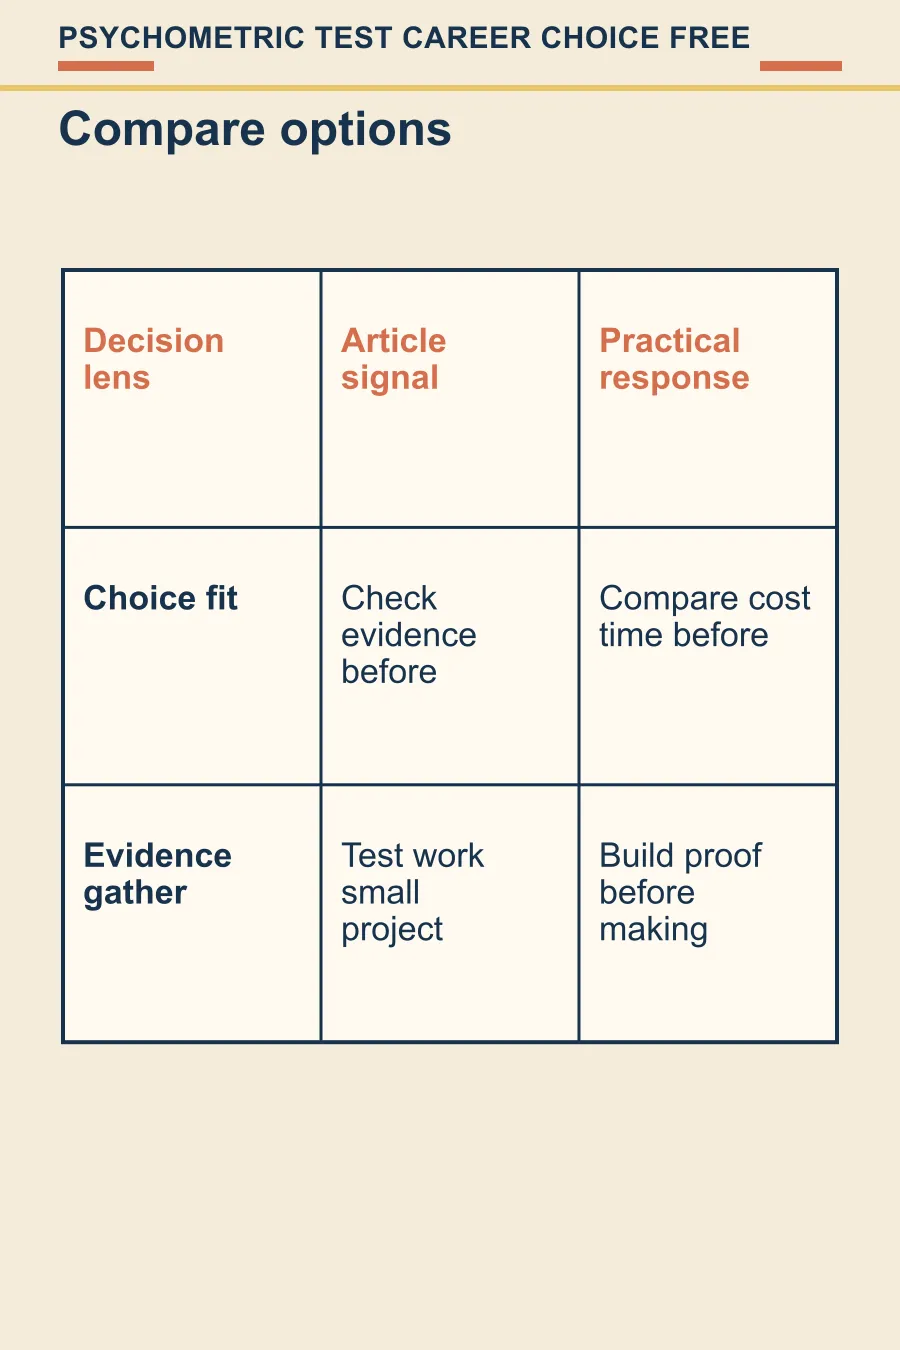 PSYCHOMETRIC TEST CAREER CHOICE FREE
Compare options
Decision
lens
Article
signal
Practical
response
Choice fit
Check
evidence
before
Compare cost
time before
Evidence
gather
Test work
small
project
Build proof
before
making